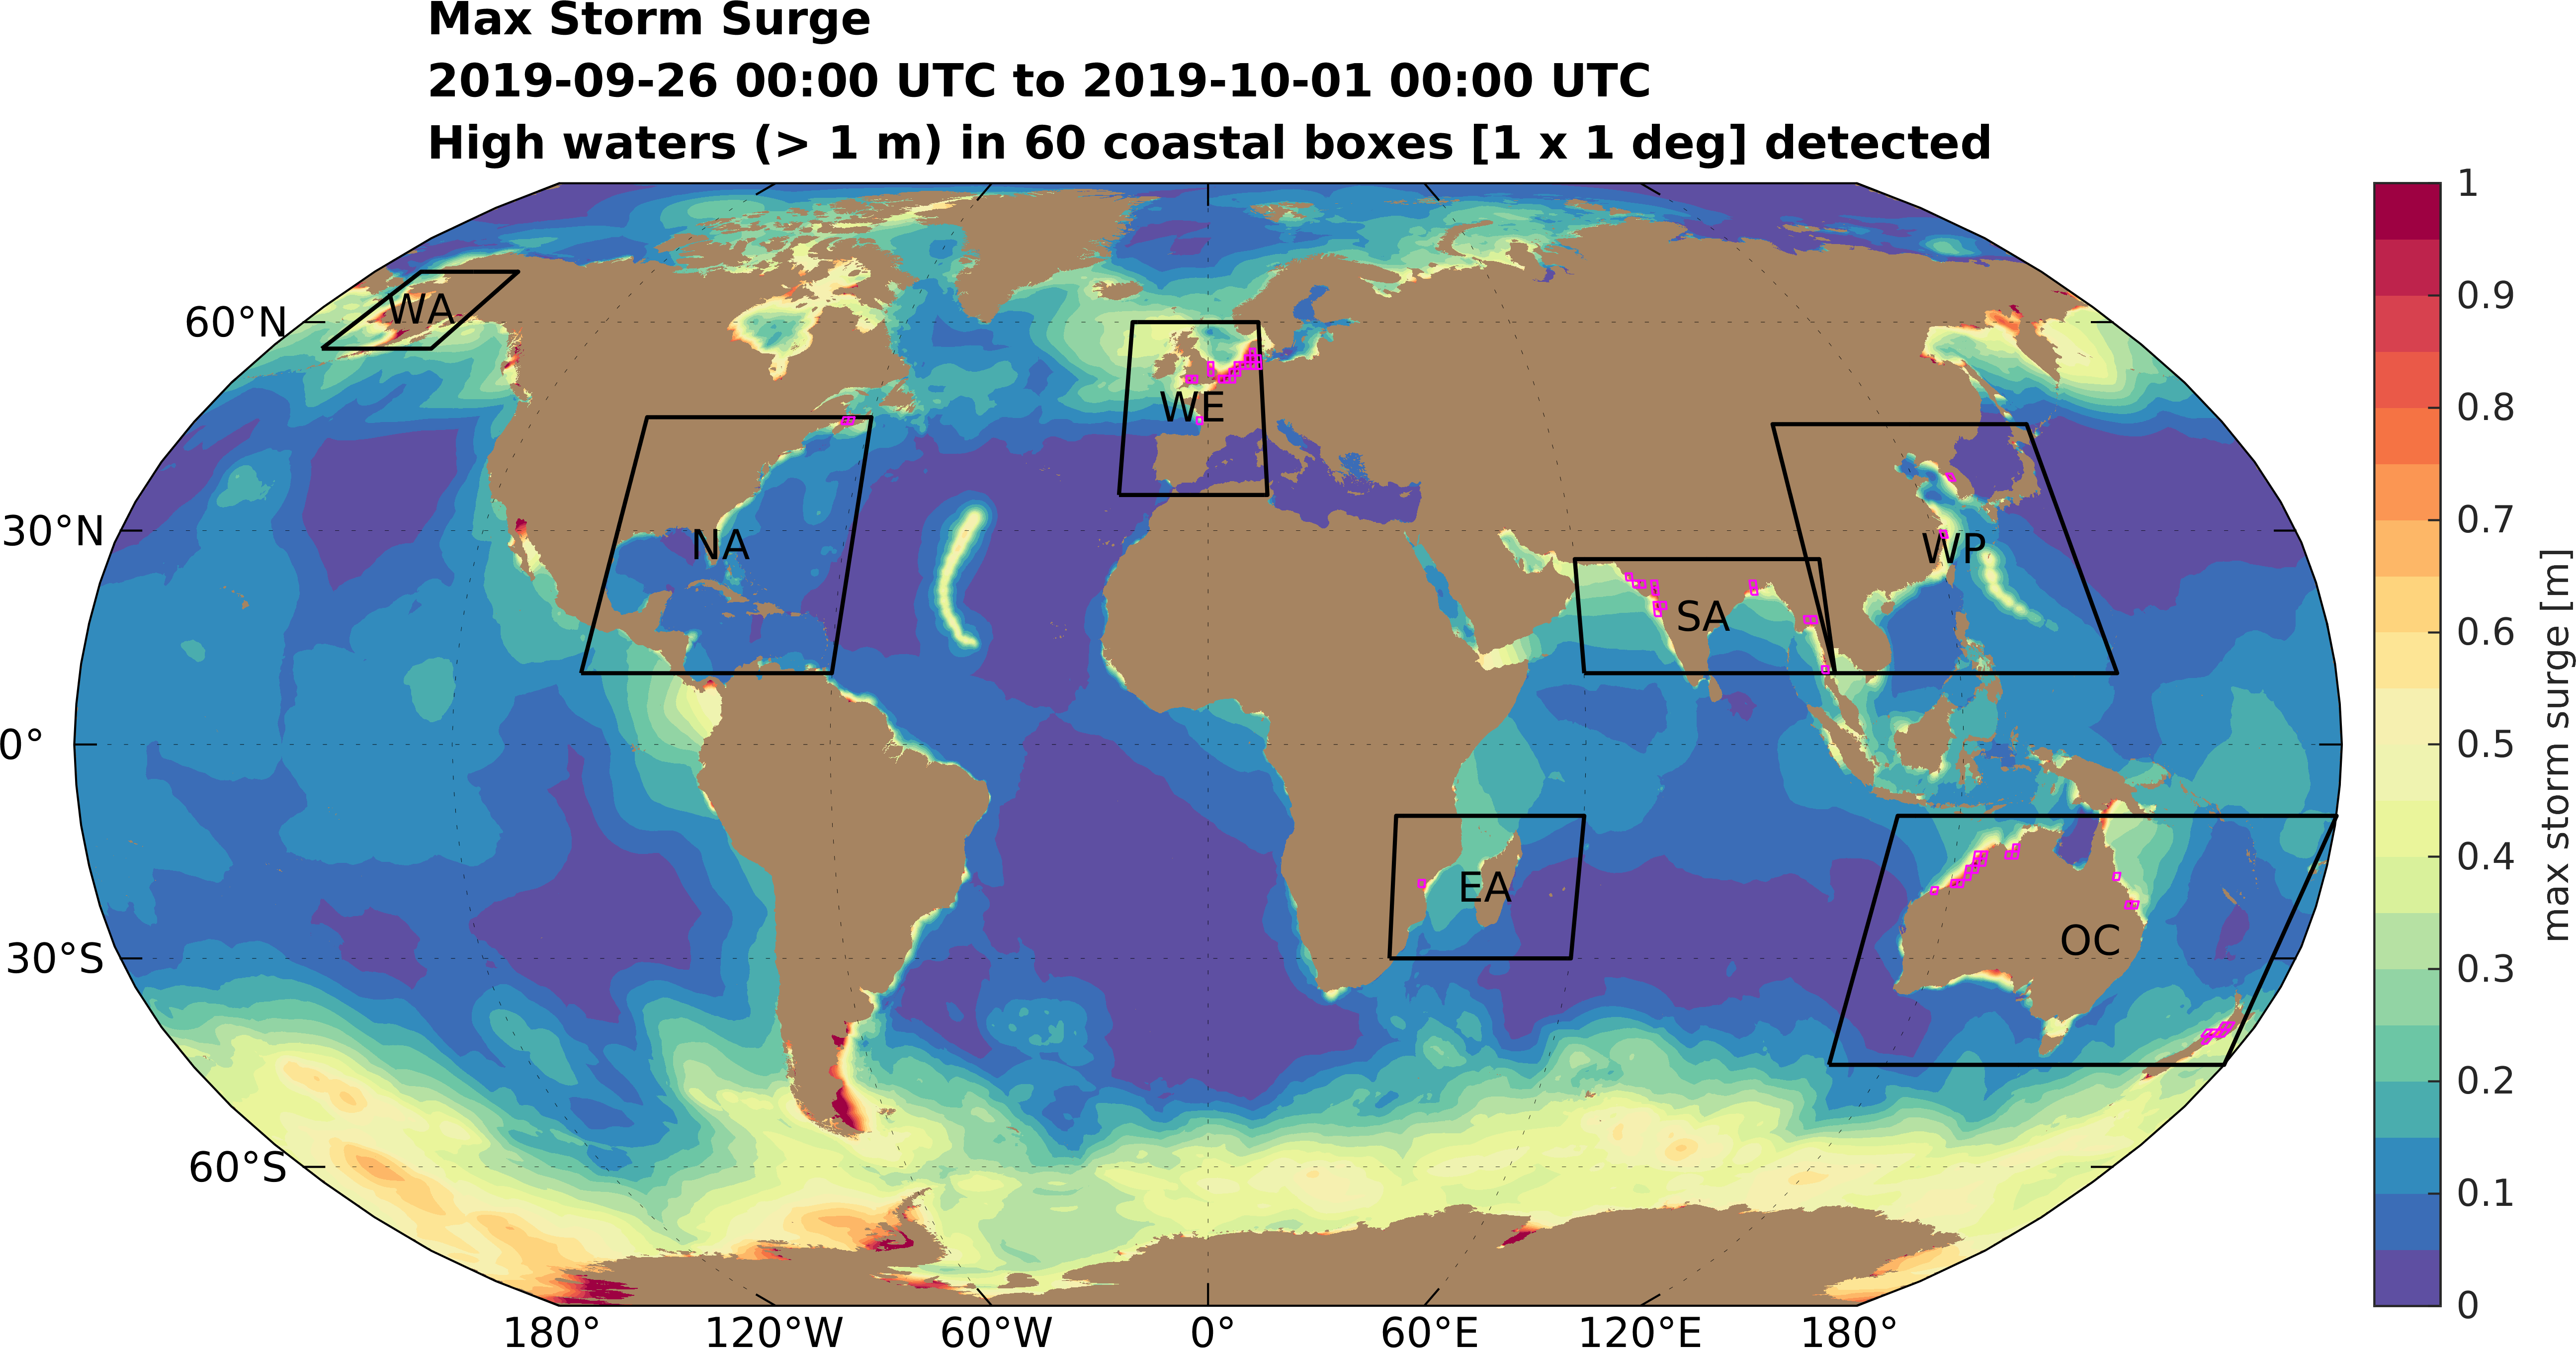 Max Storm Surge
2019-09-26 00:00 UTC to 2019-10-01 00:00 UTC
High waters (> 1 m) in 60 coastal boxes [1 x 1 deg] detected
60°N
30°N
0°
30°S
60°S
180°
120°W
60°W
0°
60°E
120°E
180°
WA
NA
WE
SA
WP
EA
OC
1
0.9
0.8
0.7
0.6
0.5
0.4
0.3
0.2
0.1
0
max storm surge [m]